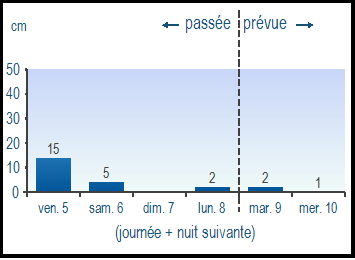 passée prévue
cm
50
40
30
20
10
0
15
5
2
2
1
ven. 5 sam. 6 dim. 7 lun. 8 mar. 9 mer. 10
(journée + nuit suivante)